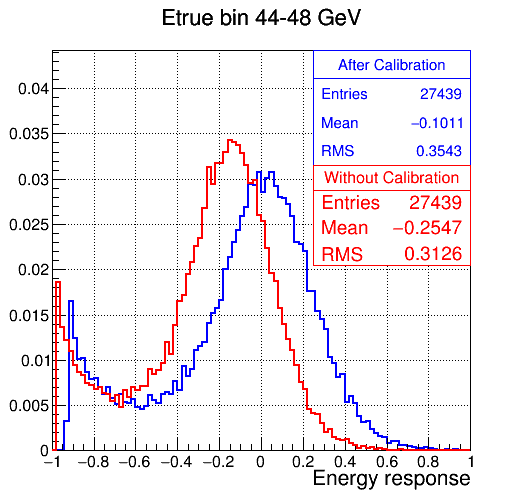 Etrue bin 44-48 GeV
After Calibration
Entries 27439
Mean −0.1011
RMS 0.3543
Without Calibration
Entries 27439
Mean −0.2547
RMS 0.3126
0.04
0.035
0.03
0.025
0.02
0.015
0.01
0.005
0
−1 −0.8 −0.6 −0.4 −0.2 0 0.2 0.4 0.6 0.8 1
Energy response